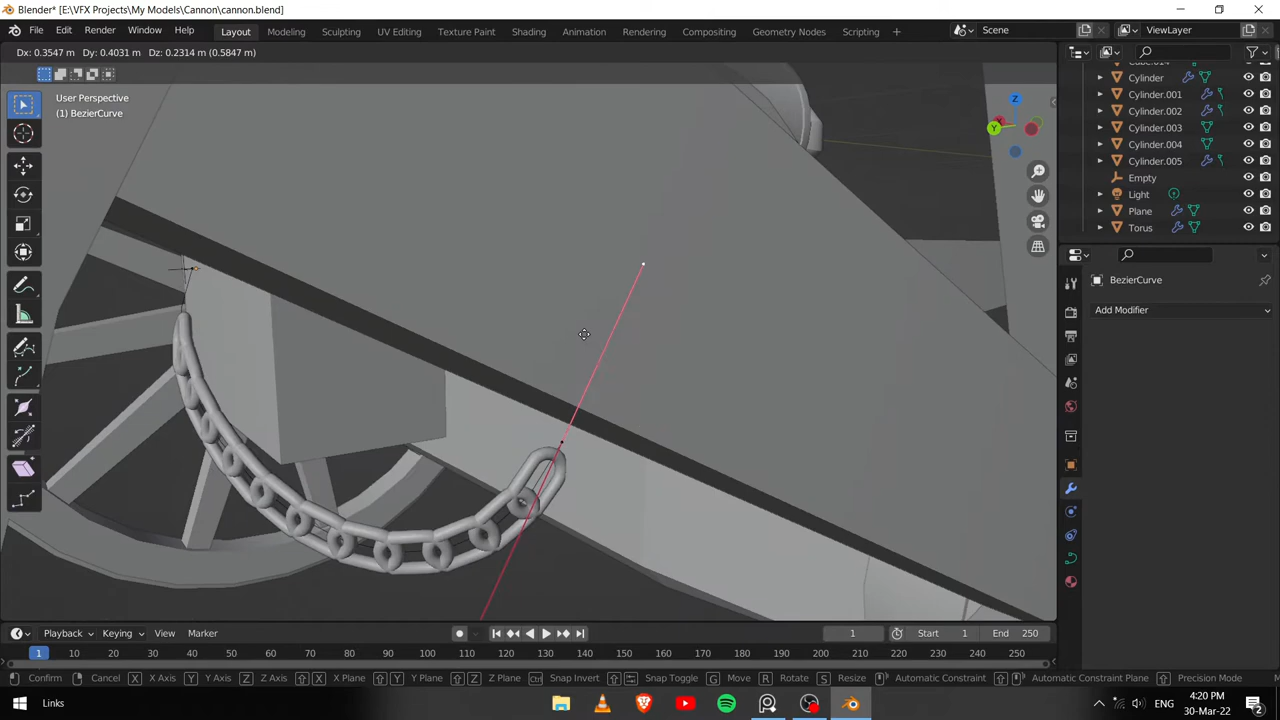 Blender* [E:\VFX Projects\My Models\Cannon\cannon.blend]
File Edit Render Window Help Layout Modeling Sculpting UV Editing Texture Paint Shading Animation Rendering Compositing Geometry Nodes Scripting + Scene ViewLayer
Dx: 0.3547 m Dy: 0.4031 m Dz: 0.2314 m (0.5847 m)
User Perspective
(1) BezierCurve
Z
Y
Cylinder
Cylinder.001
Cylinder.002
Cylinder.003
Cylinder.004
Cylinder.005
Empty
Light
Plane
Torus
BezierCurve
Add Modifier
Playback Keying View Marker 1 Start 1 End 250
1 10 20 30 40 50 60 70 80 90 100 110 120 130 140 150 160 170 180 190 200 210 220 230 240 250
Confirm Cancel X X Axis Y Y Axis Z Z Axis X X Plane Y Y Plane Z Z Plane Ctrl Snap Invert Snap Toggle G Move R Rotate S Resize Automatic Constraint Automatic Constraint Plane Precision Mode
Links ENG 4:20 PM
30-Mar-22 2